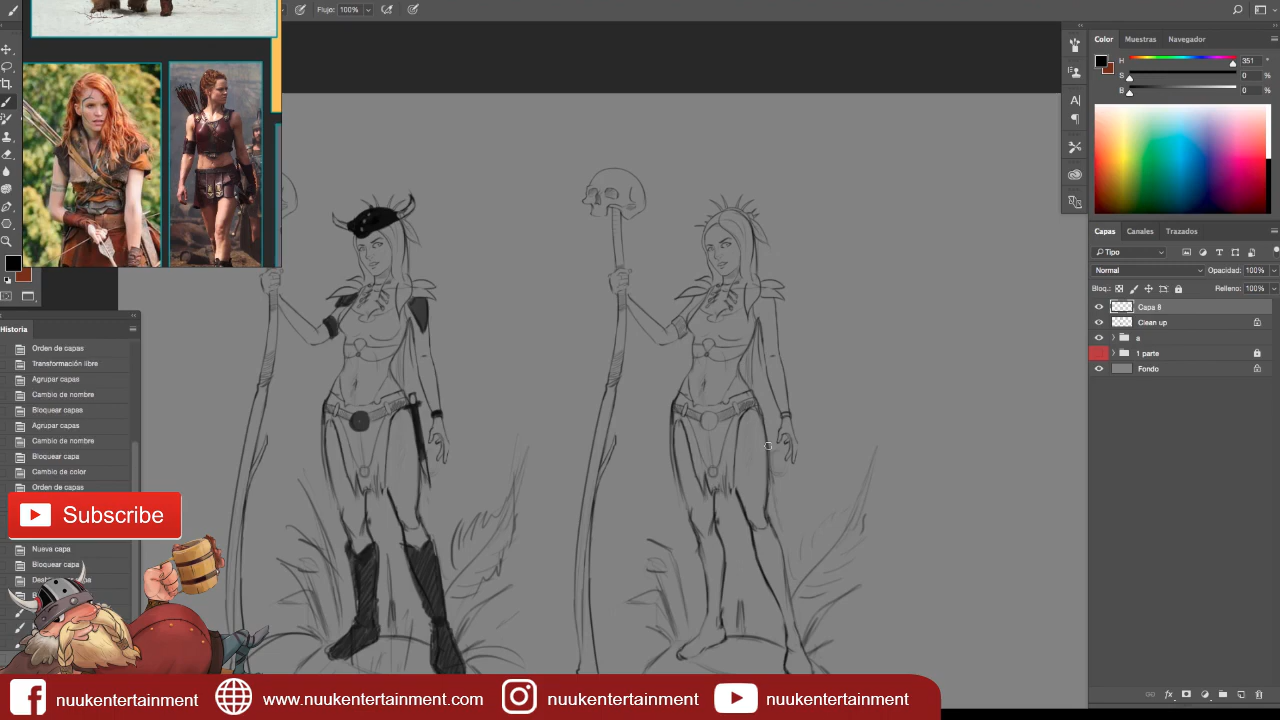 Flujo: 100%
Color
Muestras
Navegador
H
351
°
S
0
%
B
0
%
Capas
Canales
Trazados
Tipo
Normal
Opacidad: 100%
Bloq.:
Relleno: 100%
Capa 8
Clean up
a
1 parte
Fondo
Historia
Orden de capas
Transformación libre
Agrupar capas
Cambio de nombre
Bloquear capas
Agrupar capas
Cambio de nombre
Bloquear capa
Cambio de color
Orden de capas
Subscribe
Nueva capa
Bloquear capa
nuukentertainment
www.nuukentertainment.com
nuukentertainment
nuukentertainment